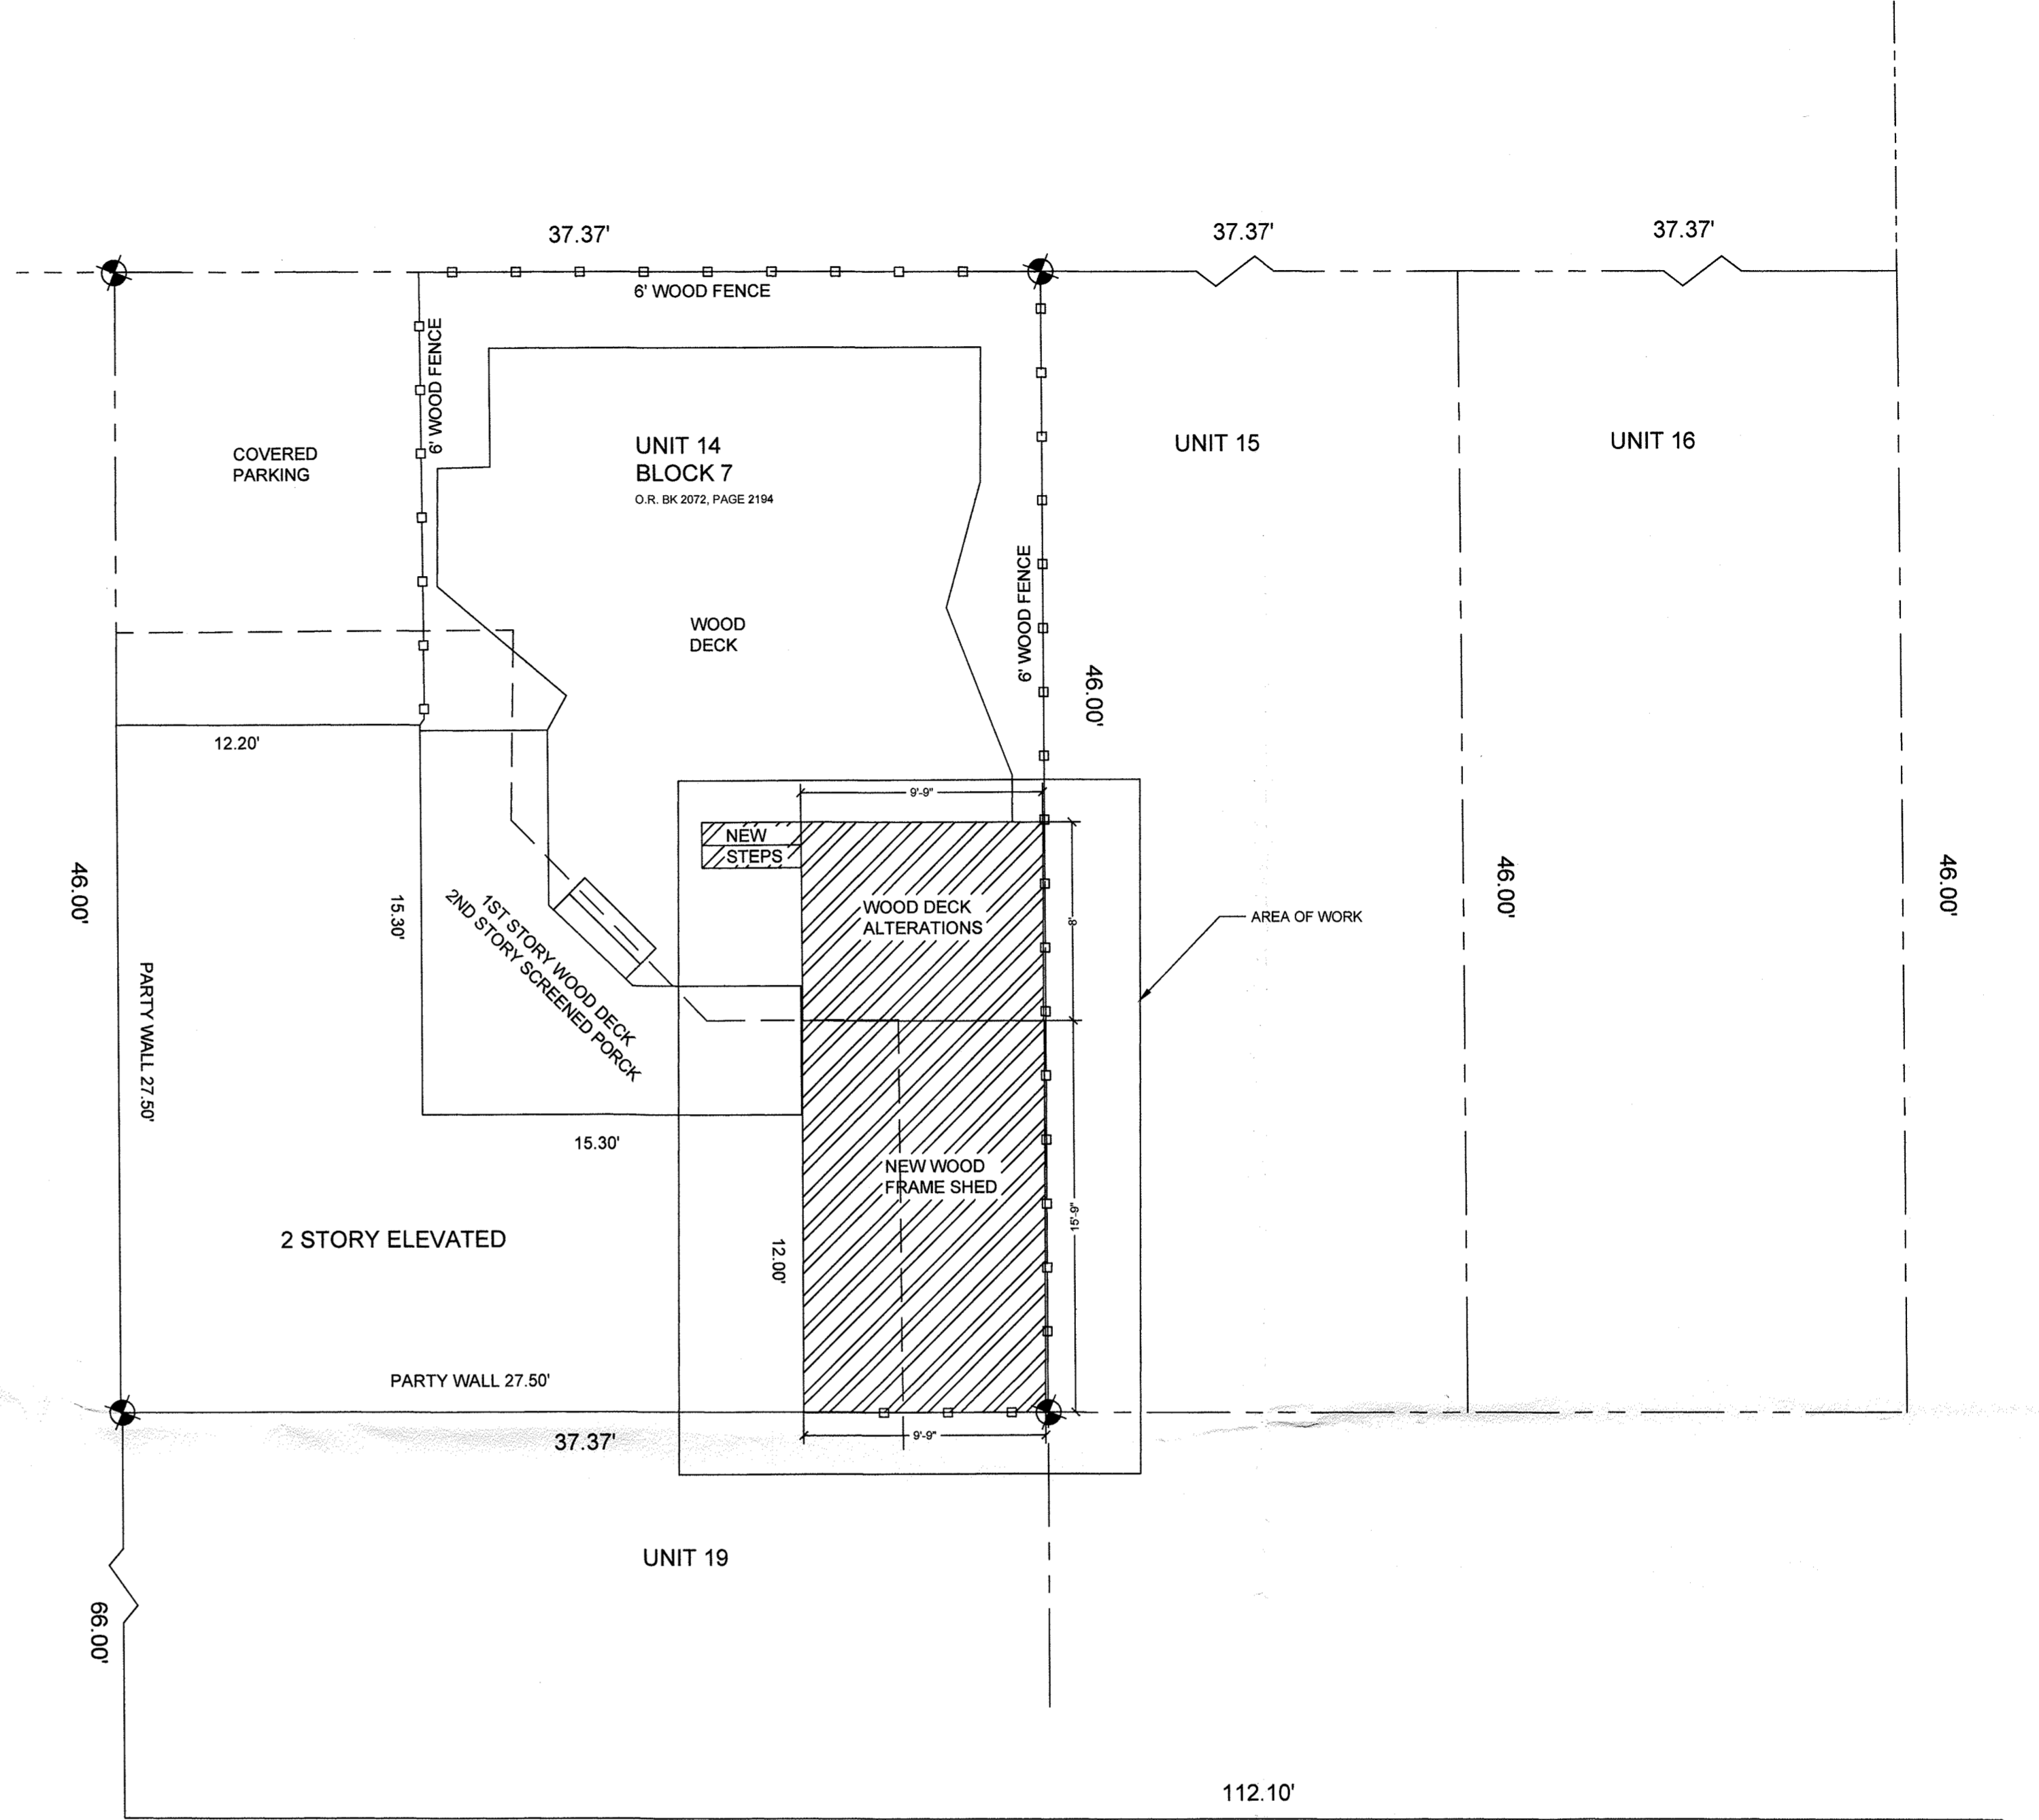 37.37'
37.37'
37.37'
6' WOOD FENCE
6' WOOD FENCE
COVERED
PARKING
UNIT 14
BLOCK 7
O.R. BK 2072, PAGE 2194
UNIT 15
UNIT 16
6' WOOD FENCE
WOOD
DECK
46.00'
12.20'
9'-9"
NEW
STEPS
46.00'
15.30'
1ST STORY WOOD DECK
2ND STORY SCREENED PORCK
WOOD DECK
ALTERATIONS
8'
AREA OF WORK
46.00'
46.00'
PARTY WALL 27.50'
15.30'
NEW WOOD
FRAME SHED
15'-9"
2 STORY ELEVATED
12.00'
PARTY WALL 27.50'
37.37'
9'-9"
UNIT 19
66.00'
112.10'